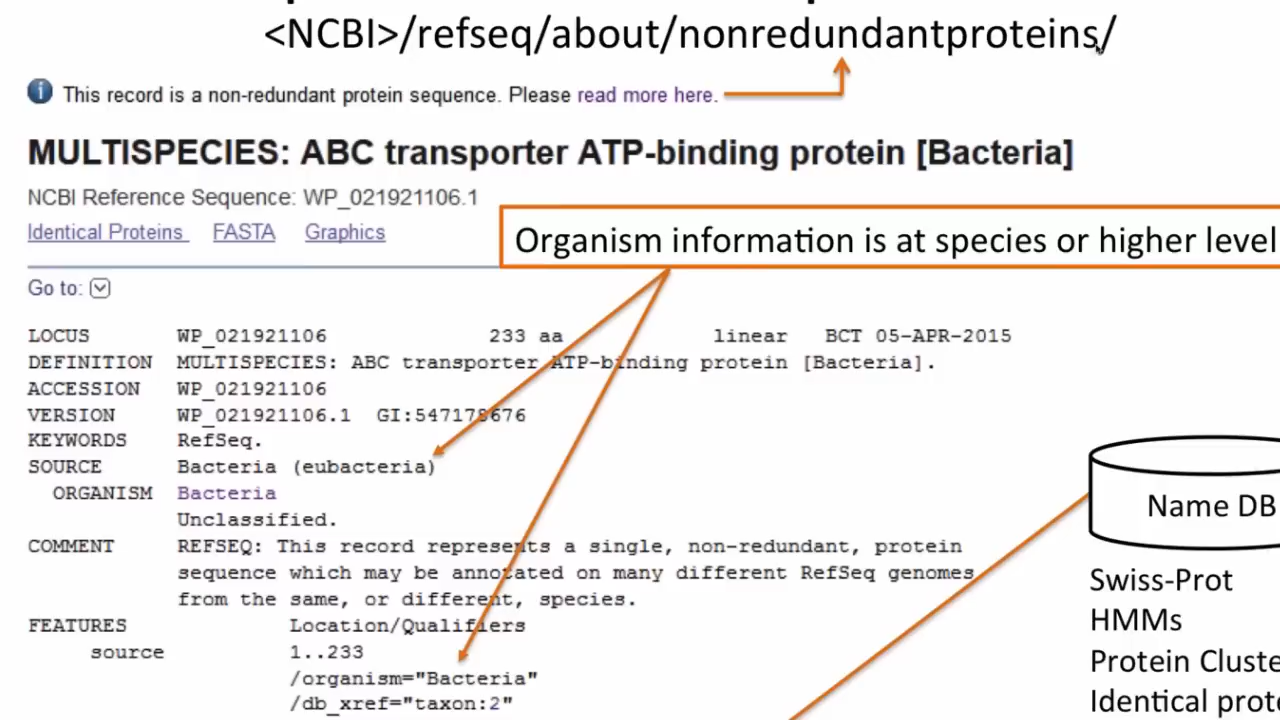 <NCBI>/refseq/about/nonredundantproteins/
This record is a non-redundant protein sequence. Please read more here.
MULTISPECIES: ABC transporter ATP-binding protein [Bacteria]
NCBI Reference Sequence: WP_021921106.1
Identical Proteins FASTA Graphics
Organism information is at species or higher level
Go to:
LOCUS WP_021921106 233 aa linear BCT 05-APR-2015
DEFINITION MULTISPECIES: ABC transporter ATP-binding protein [Bacteria].
ACCESSION WP_021921106
VERSION WP_021921106.1 GI:547178676
KEYWORDS RefSeq.
SOURCE Bacteria (eubacteria)
ORGANISM Bacteria
Unclassified.
COMMENT REFSEQ: This record represents a single, non-redundant, protein
sequence which may be annotated on many different RefSeq genomes
from the same, or different, species.
FEATURES Location/Qualifiers
source 1..233
/organism="Bacteria"
/db_xref="taxon:2"
Name DB
Swiss-Prot
HMMs
Protein Cluste
Identical prote